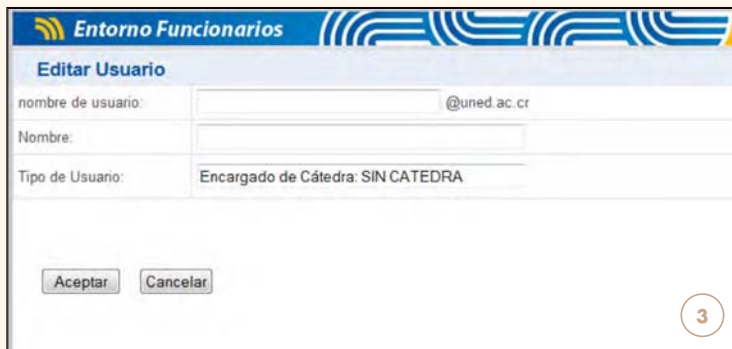 Entorno Funcionarios
Editar Usuario
nombre de usuario: @uned.ac.cr
Nombre:
Tipo de Usuario: Encargado de Cátedra: SIN CATEDRA
Aceptar Cancelar
3